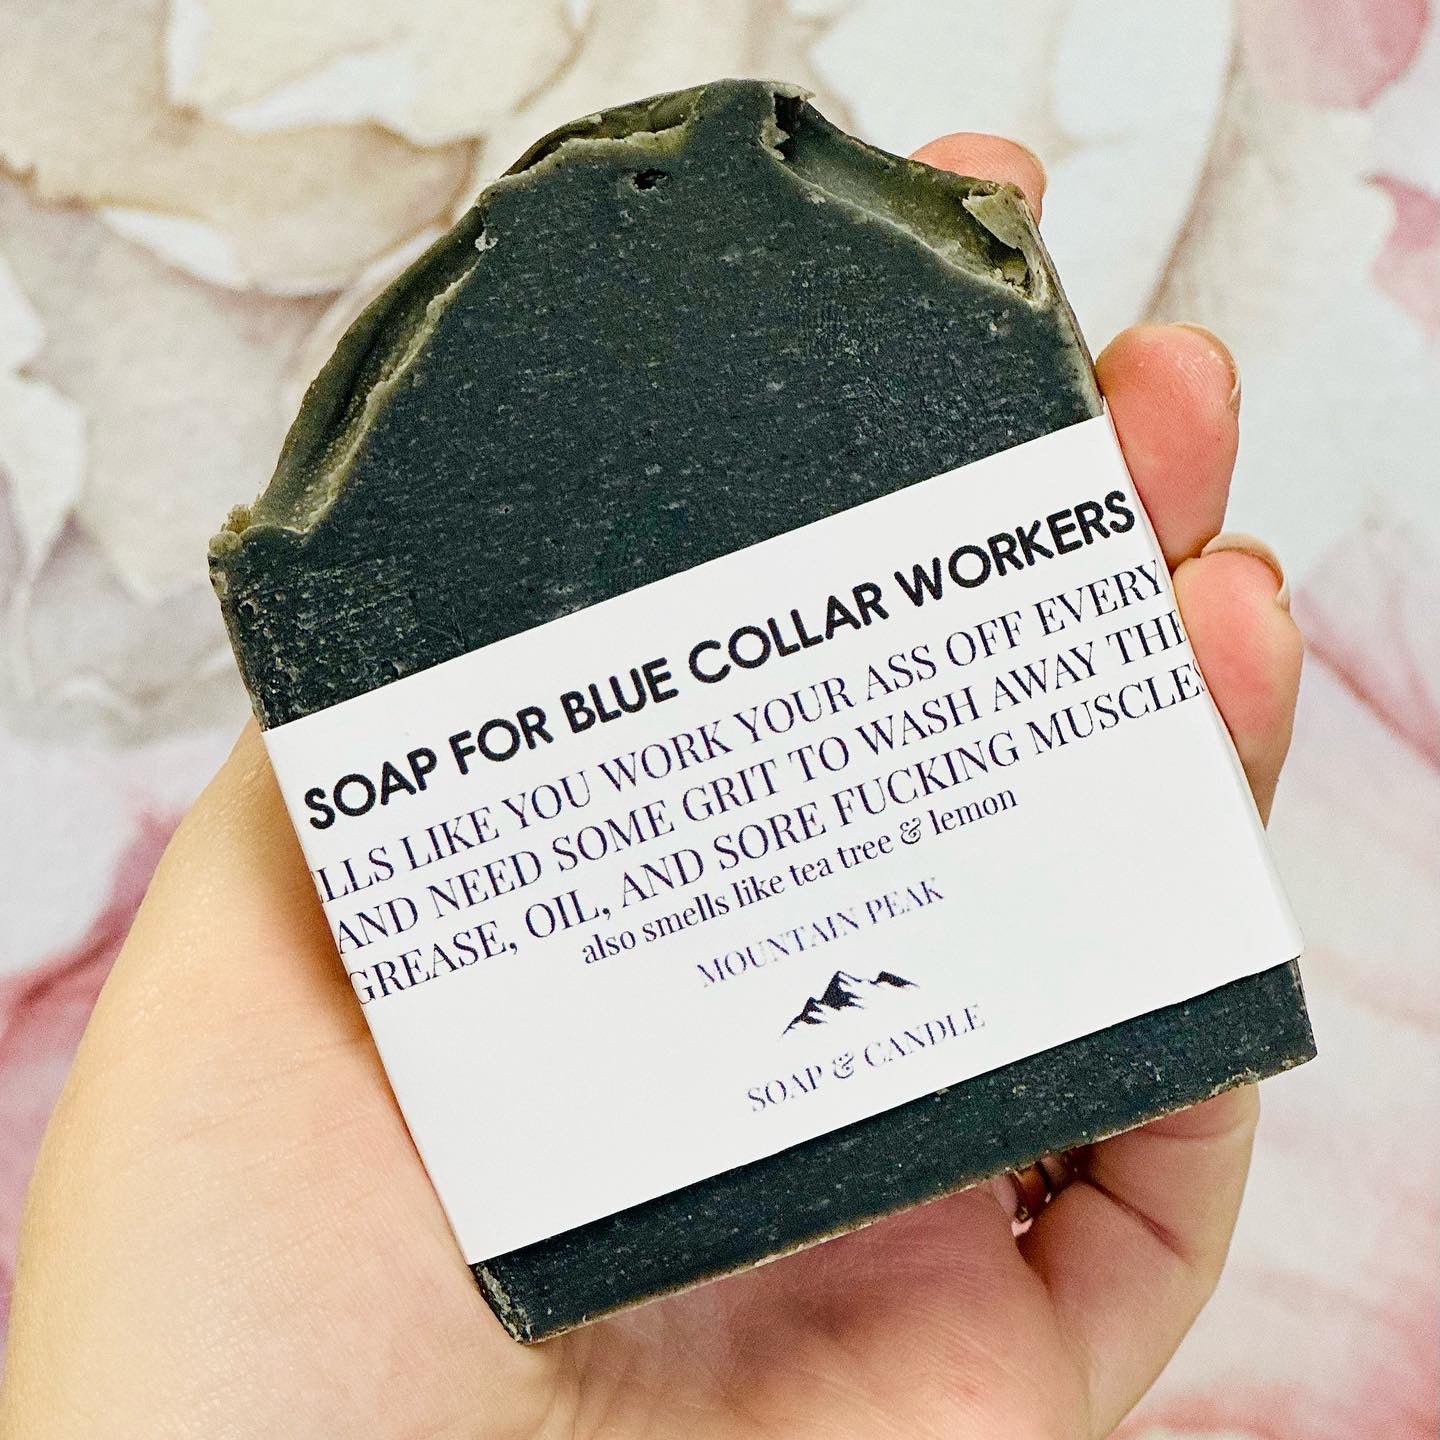 SOAP FOR BLUE COLLAR WORKERS
LIKE YOU WORK YOUR ASS OFF EVERY
AND NEED SOME GRIT TO WASH AWAY THE
GREASE, OIL, AND SORE FUCKING MUSCLES
also smells like tea tree & lemon
MOUNTAIN PEAK
SOAP & CANDLE